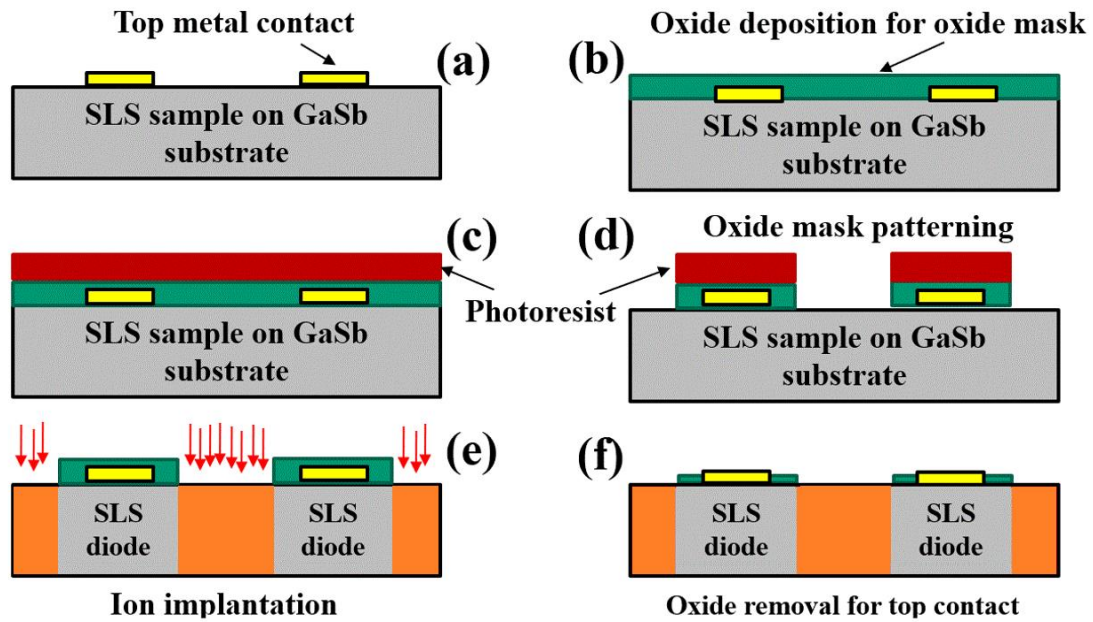 Top metal contact
(a)
SLS sample on GaSb
substrate
Oxide deposition for oxide mask
(b)
SLS sample on GaSb
substrate
(c)
Photoresist
SLS sample on GaSb
substrate
(d)
Oxide mask patterning
SLS sample on GaSb
substrate
(e)
SLS
diode
SLS
diode
Ion implantation
(f)
SLS
diode
SLS
diode
Oxide removal for top contact